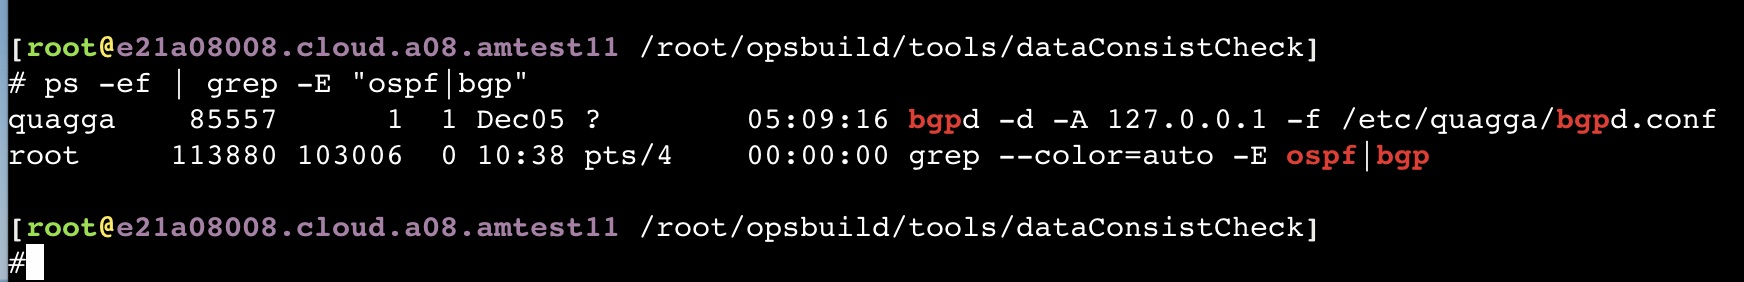 [root@e21a08008.cloud.a08.amtest11 /root/opsbuild/tools/dataConsistCheck]
# ps -ef | grep -E "ospf|bgp"
quagga    85557      1  1 Dec05 ?        05:09:16 bgpd -d -A 127.0.0.1 -f /etc/quagga/bgpd.conf
root     113880 103006  0 10:38 pts/4    00:00:00 grep --color=auto -E ospf|bgp
[root@e21a08008.cloud.a08.amtest11 /root/opsbuild/tools/dataConsistCheck]
#